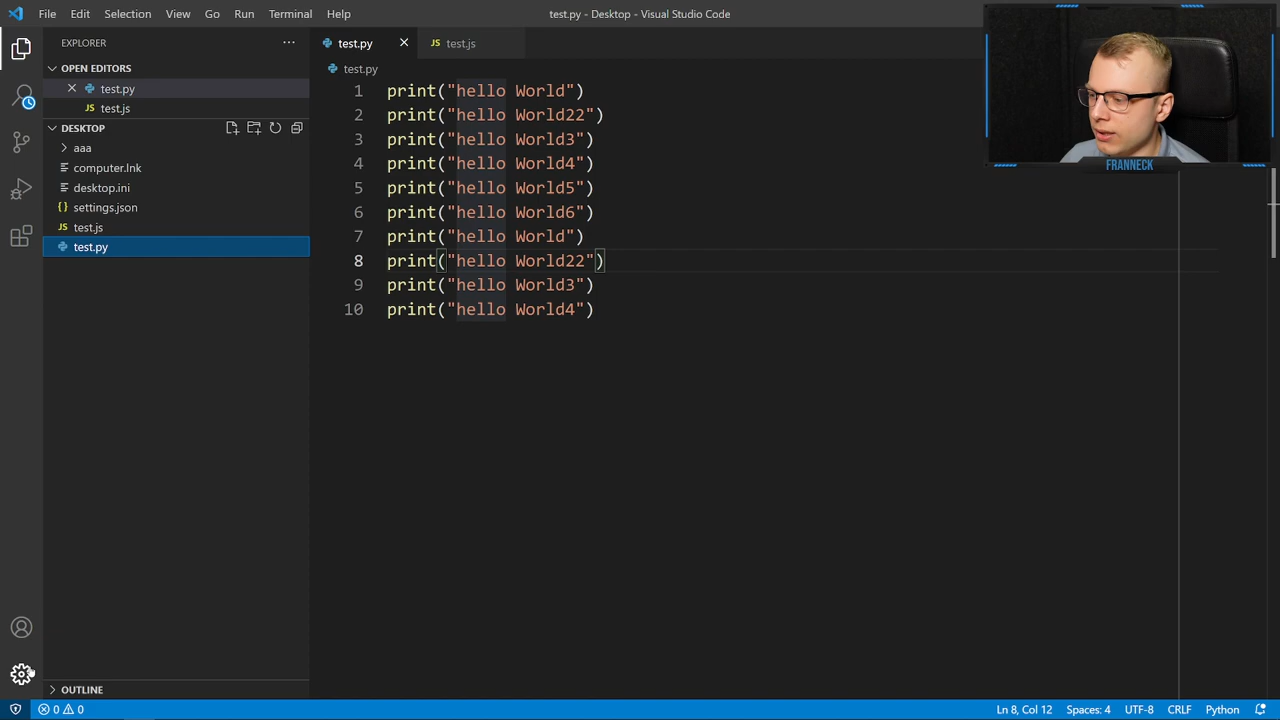 File Edit Selection View Go Run Terminal Help test.py - Desktop - Visual Studio Code
EXPLORER
OPEN EDITORS
test.py
JS test.js
DESKTOP
aaa
computer.lnk
desktop.ini
{} settings.json
JS test.js
test.py
OUTLINE
test.py JS test.js
test.py
1 print("hello World")
2 print("hello World22")
3 print("hello World3")
4 print("hello World4")
5 print("hello World5")
6 print("hello World6")
7 print("hello World")
8 print("hello World22")
9 print("hello World3")
10 print("hello World4")
FRANNECK
0 0 Ln 8, Col 12 Spaces: 4 UTF-8 CRLF Python